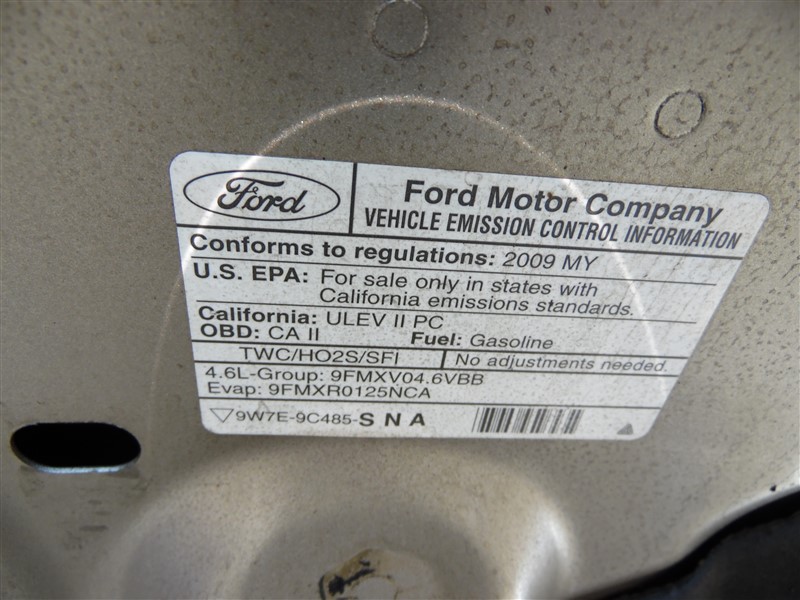 Ford
Ford Motor Company
VEHICLE EMISSION CONTROL INFORMATION
Conforms to regulations: 2009 MY
U.S. EPA: For sale only in states with
California emissions standards.
California: ULEV II PC
OBD: CA II Fuel: Gasoline
TWC/HO2S/SFI No adjustments needed.
4.6L-Group: 9FMXV04.6VBB
Evap: 9FMXR0125NCA
9W7E-9C485-S N A